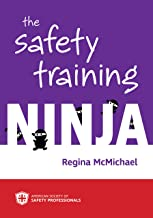 the
safety
training
NINJA
Regina McMichael
AMERICAN SOCIETY OF
SAFETY PROFESSIONALS